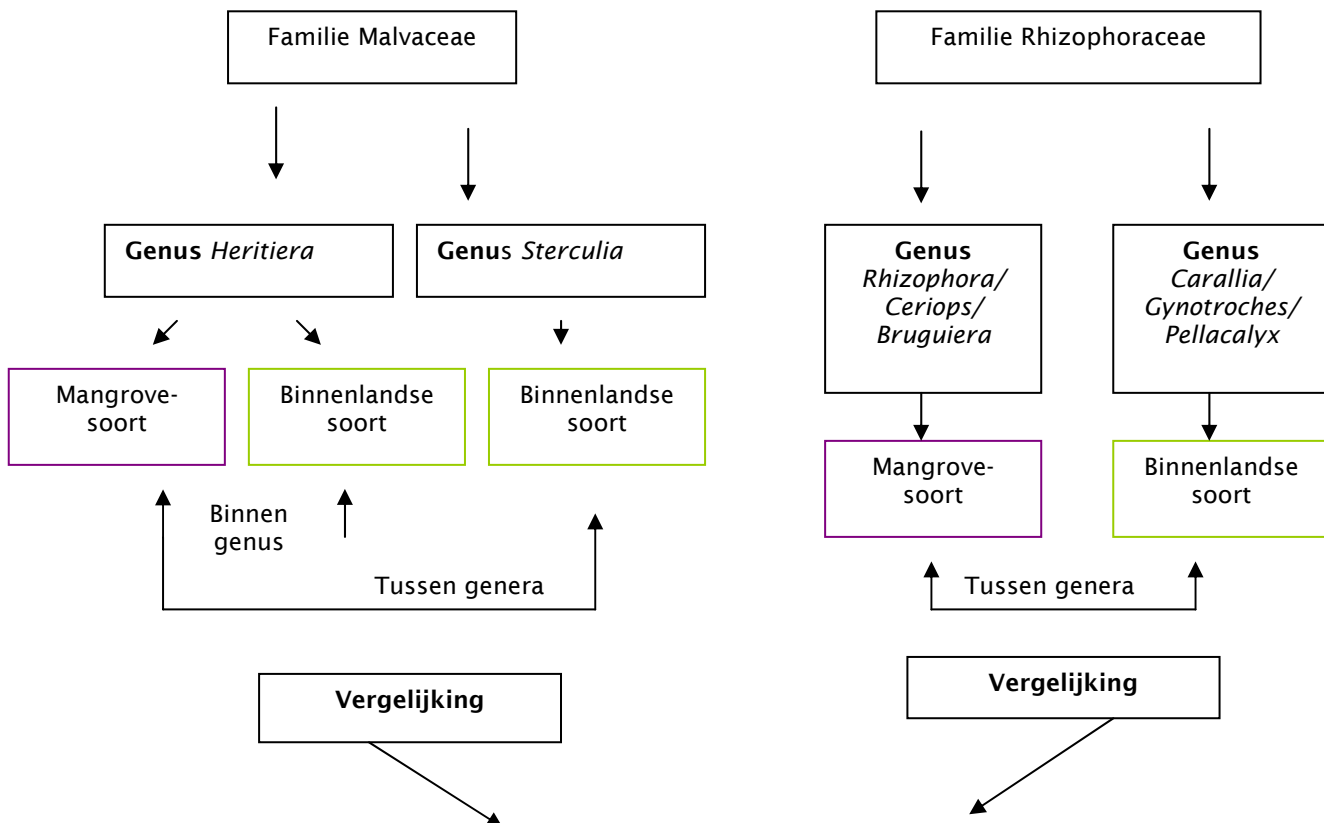 Familie Malvaceae
Familie Rhizophoraceae
Genus Heritiera
Genus Sterculia
Genus
Rhizophora/
Ceriops/
Bruguiera
Genus
Carallia/
Gynotroches/
Pellacalyx
Mangrove-
soort
Binnenlandse
soort
Binnenlandse
soort
Mangrove-
soort
Binnenlandse
soort
Binnen
genus
Tussen genera
Tussen genera
Vergelijking
Vergelijking